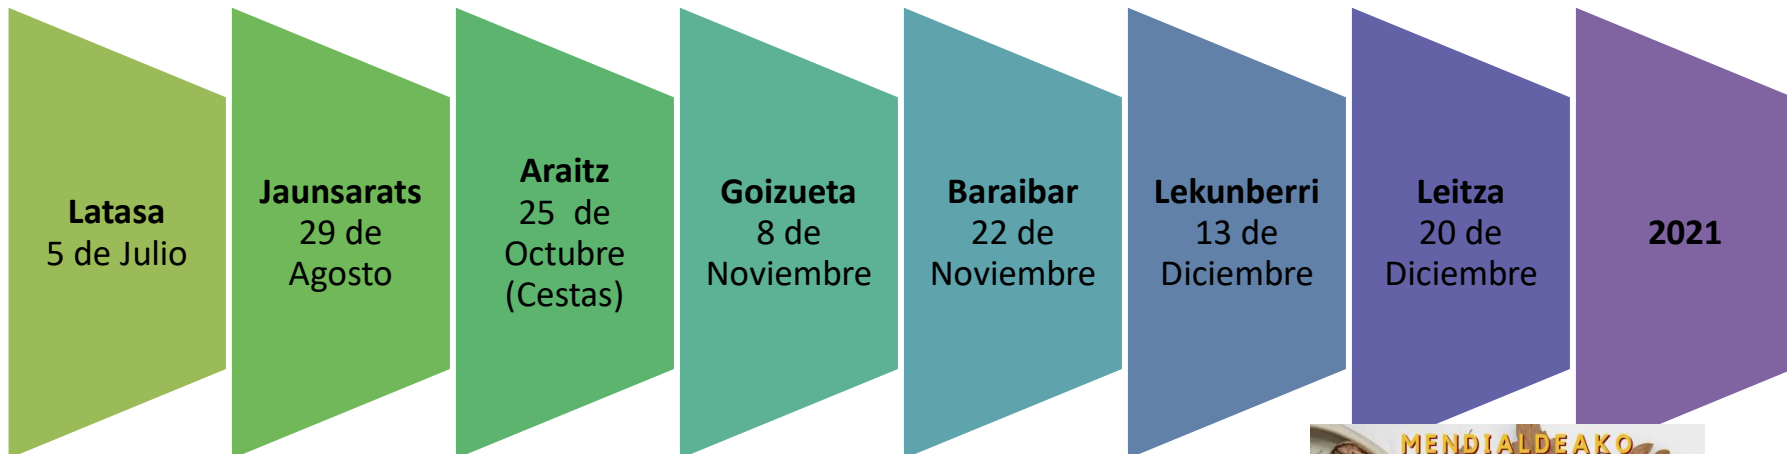 Latasa
5 de Julio
Jaunsarats
29 de
Agosto
Araitz
25 de
Octubre
(Cestas)
Goizueta
8 de
Noviembre
Baraibar
22 de
Noviembre
Lekunberri
13 de
Diciembre
Leitza
20 de
Diciembre
2021
MENDIALDEAKO